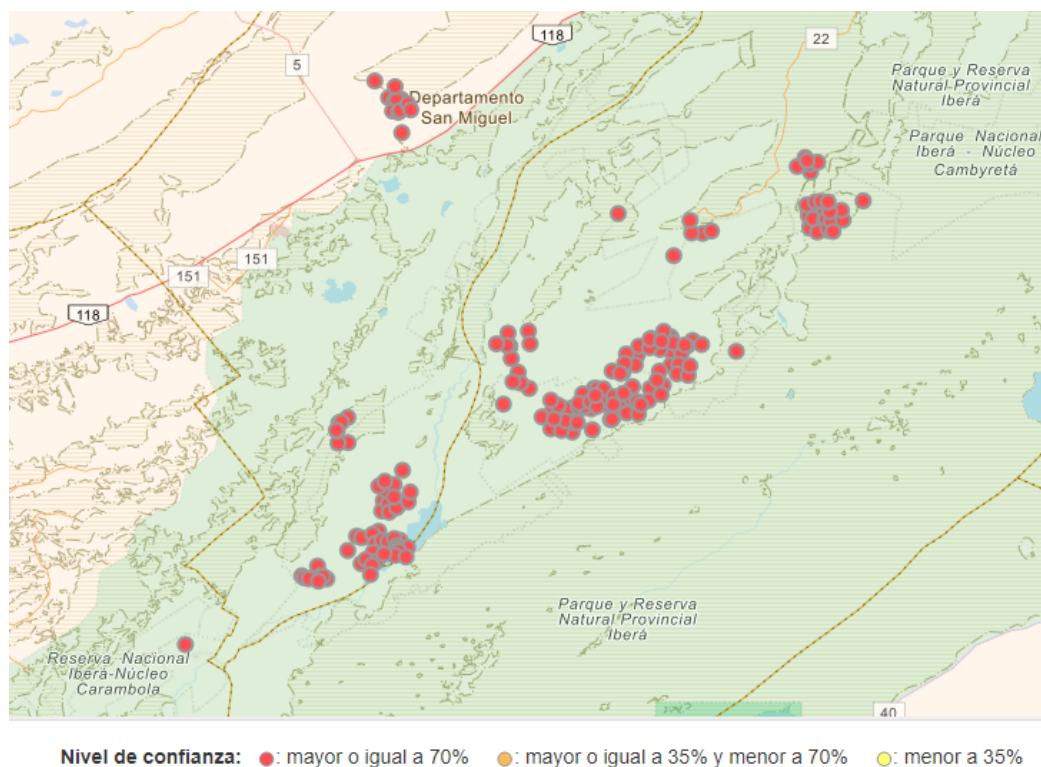 118
22
5
Parque y Reserva
Natural Provincial
Iberá
Departamento
San Miguel
Parque Nacional
Iberá - Núcleo
Cambyretá
151
151
118
Parque y Reserva
Natural Provincial
Iberá
Reserva Nacional
Iberá-Núcleo
Carambola
40
Nivel de confianza: : mayor o igual a 70% : mayor o igual a 35% y menor a 70% : menor a 35%